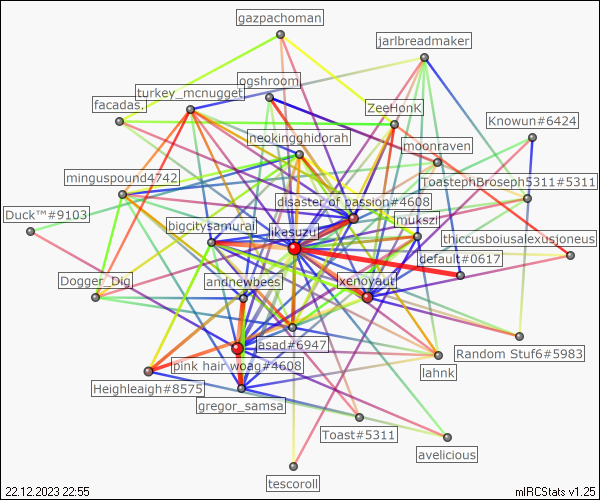 gazpachoman
jarlbreadmaker
ogshroom
turkey_mcnugget
facadas.
ZeeHonK
Knowun#6424
neokingghidorah
moonraven
minguspound4742
ToastephBroseph5311#5311
disaster of passion#4608
Duck™#9103
bigcitysamurai
mukszi
likasuzu
thiccusboiusalexusjoneus
default#0617
Dogger_Dig
andnewbees
xenoyaut
asad#6947
Random Stuf6#5983
pink hair woag#4608
lahnk
Heighleaigh#8575
gregor_samsa
Toast#5311
avelicious
tescoroll
22.12.2023 22:55
mIRCStats v1.25